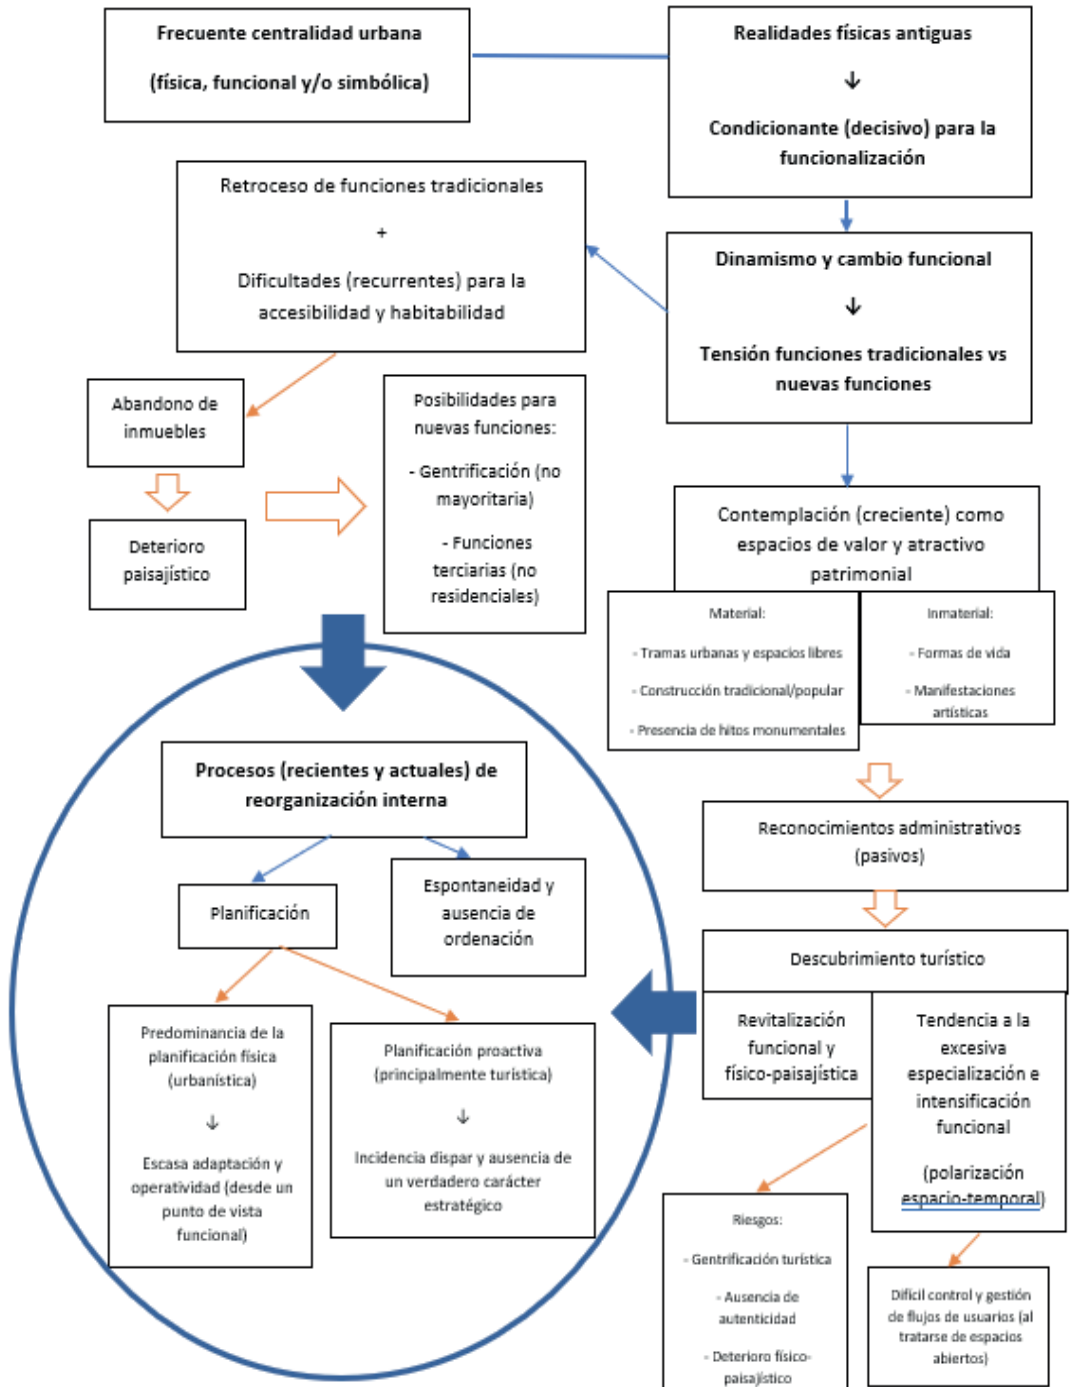 Frecuente centralidad urbana
(física, funcional y/o simbólica)
Realidades físicas antiguas
↓
Condicionante (decisivo) para la
funcionalización
Retroceso de funciones tradicionales
+
Dificultades (recurrentes) para la
accesibilidad y habitabilidad
Dinamismo y cambio funcional
↓
Tensión funciones tradicionales vs
nuevas funciones
Abandono de
inmuebles
Deterioro
paisajístico
Posibilidades para
nuevas funciones:
- Gentrificación (no
mayoritaria)
- Funciones
terciarias (no
residenciales)
Contemplación (creciente) como
espacios de valor y atractivo
patrimonial
Material:
- Tramas urbanas y espacios libres
- Construcción tradicional/popular
- Presencia de hitos monumentales
Inmaterial:
- Formas de vida
- Manifestaciones
artísticas
Reconocimientos administrativos
(pasivos)
Descubrimiento turístico
Revitalización
funcional y
físico-paisajística
Tendencia a la
excesiva
especialización e
intensificación
funcional
(polarización
espacio-temporal)
Riesgos:
- Gentrificación turística
- Ausencia de
autenticidad
- Deterioro físico-
paisajístico
Difícil control y gestión
de flujos de usuarios (al
tratarse de espacios
abiertos)
Procesos (recientes y actuales) de
reorganización interna
Planificación
Espontaneidad y
ausencia de
ordenación
Predominancia de la
planificación física
(urbanística)
↓
Escasa adaptación y
operatividad (desde un
punto de vista
funcional)
Planificación proactiva
(principalmente turística)
↓
Incidencia dispar y ausencia de
un verdadero carácter
estratégico